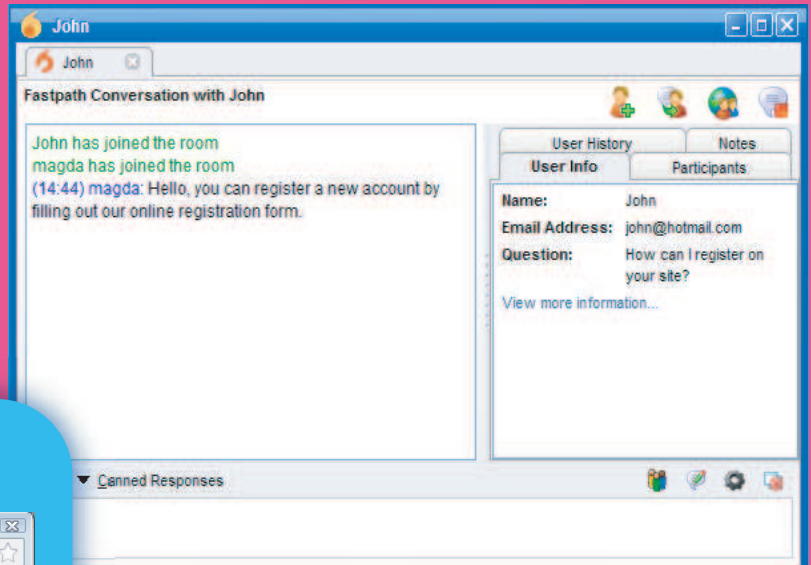 John
John
Fastpath Conversation with John
John has joined the room
magda has joined the room
(14:44) magda: Hello, you can register a new account by
filling out our online registration form.
User History
Notes
User Info
Participants
Name: John
Email Address: john@hotmail.com
Question: How can I register on
your site?
View more information...
Canned Responses